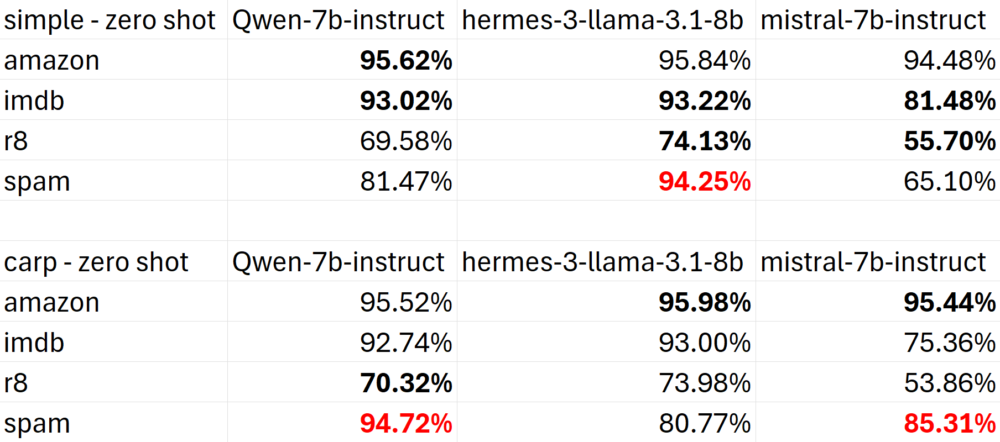 simple - zero shot Qwen-7b-instruct hermes-3-llama-3.1-8b mistral-7b-instruct
amazon 95.62% 95.84% 94.48%
imdb 93.02% 93.22% 81.48%
r8 69.58% 74.13% 55.70%
spam 81.47% 94.25% 65.10%
carp - zero shot Qwen-7b-instruct hermes-3-llama-3.1-8b mistral-7b-instruct
amazon 95.52% 95.98% 95.44%
imdb 92.74% 93.00% 75.36%
r8 70.32% 73.98% 53.86%
spam 94.72% 80.77% 85.31%